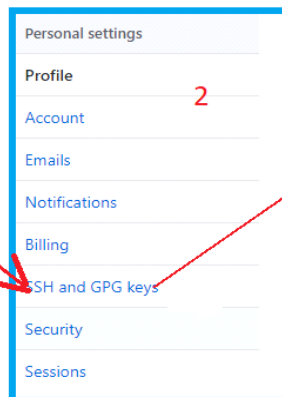 Personal settings
Profile
2
Account
Emails
Notifications
Billing
SSH and GPG keys
Security
Sessions